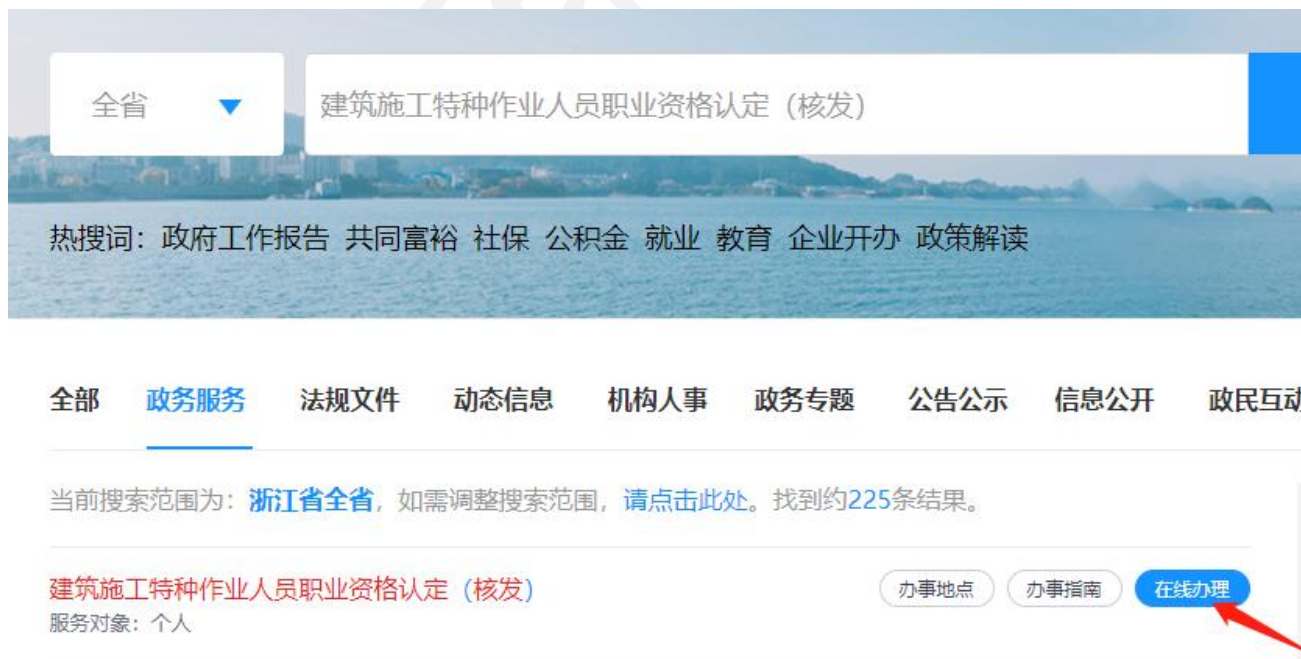 全省
建筑施工特种作业人员职业资格认定（核发）
热搜词：政府工作报告 共同富裕 社保 公积金 就业 教育 企业开办 政策解读
全部 政务服务 法规文件 动态信息 机构人事 政务专题 公告公示 信息公开 政民互动
当前搜索范围为：浙江省全省，如需调整搜索范围，请点击此处。找到约225条结果。
建筑施工特种作业人员职业资格认定（核发） 办事地点 办事指南 在线办理
服务对象：个人